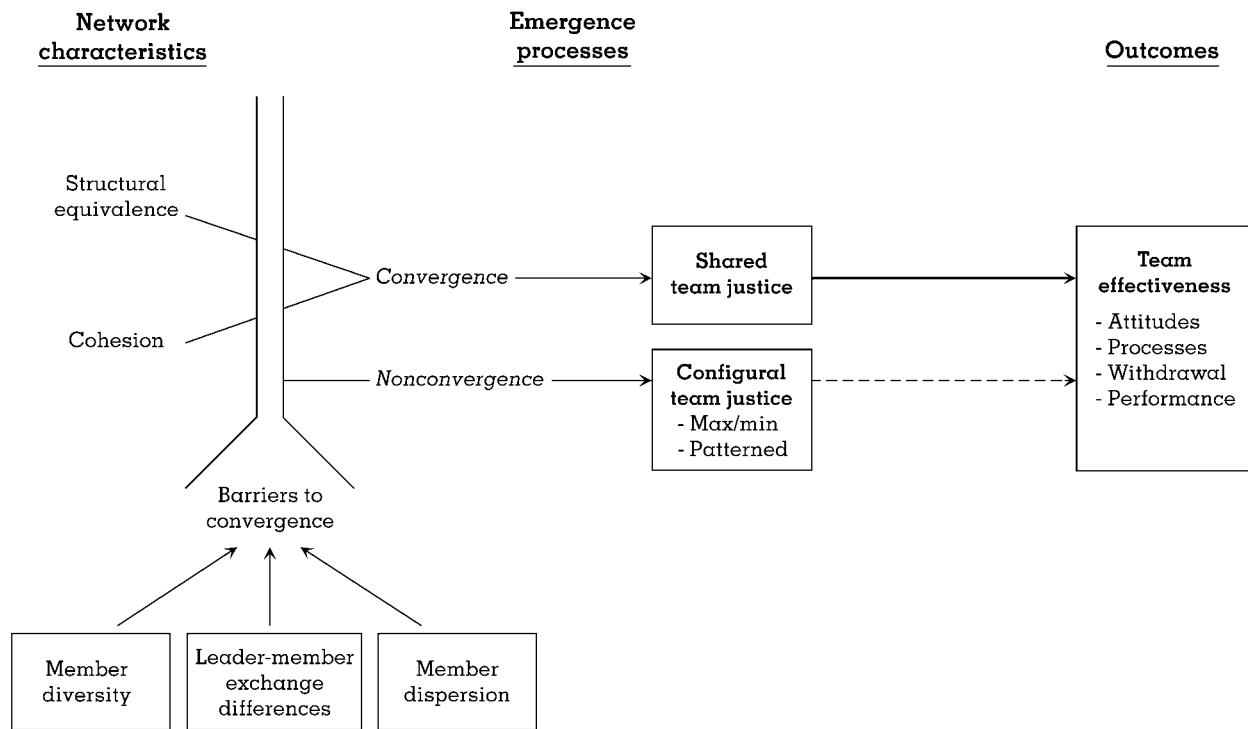 Network
characteristics
Emergence
processes
Outcomes
Structural
equivalence
Convergence
Shared
team justice
Team
effectiveness
- Attitudes
- Processes
- Withdrawal
- Performance
Cohesion
Nonconvergence
Configural
team justice
- Max/min
- Patterned
Barriers to
convergence
Member
diversity
Leader-member
exchange
differences
Member
dispersion